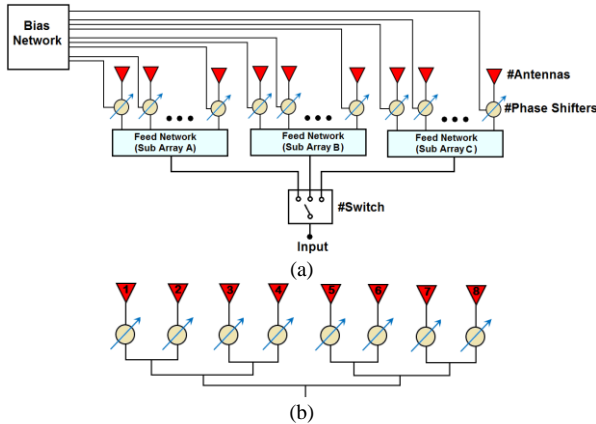 Bias
Network
#Antennas
#Phase Shifters
Feed Network
(Sub Array A)
Feed Network
(Sub Array B)
Feed Network
(Sub Array C)
#Switch
Input
(a)
1 2 3 4 5 6 7 8
(b)